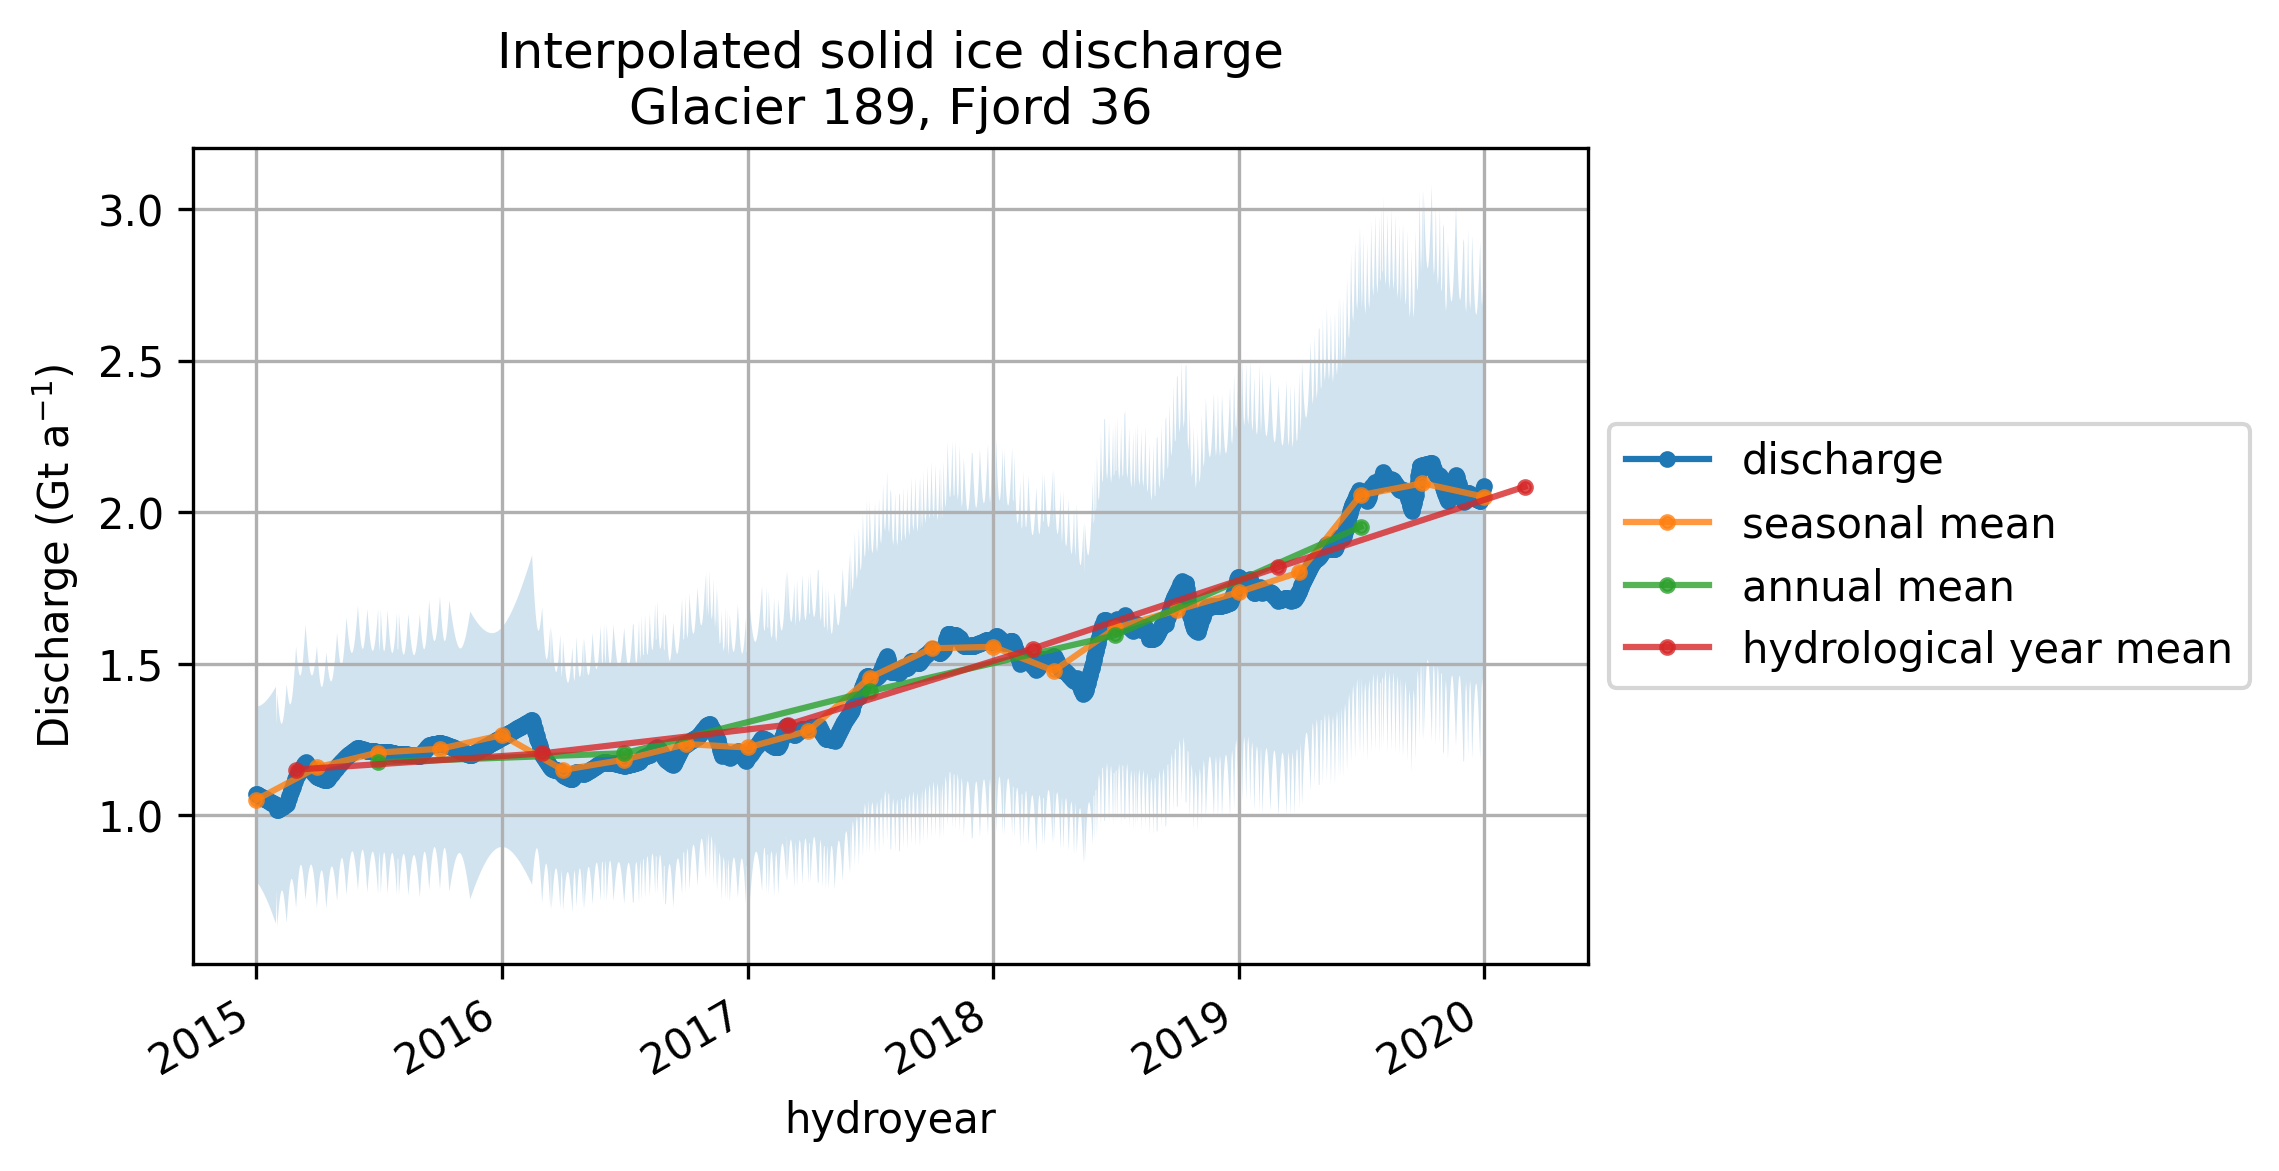 Interpolated solid ice discharge
Glacier 189, Fjord 36
Discharge (Gt a⁻¹)
3.0
2.5
2.0
1.5
1.0
2015
2016
2017
2018
2019
2020
hydroyear
discharge
seasonal mean
annual mean
hydrological year mean